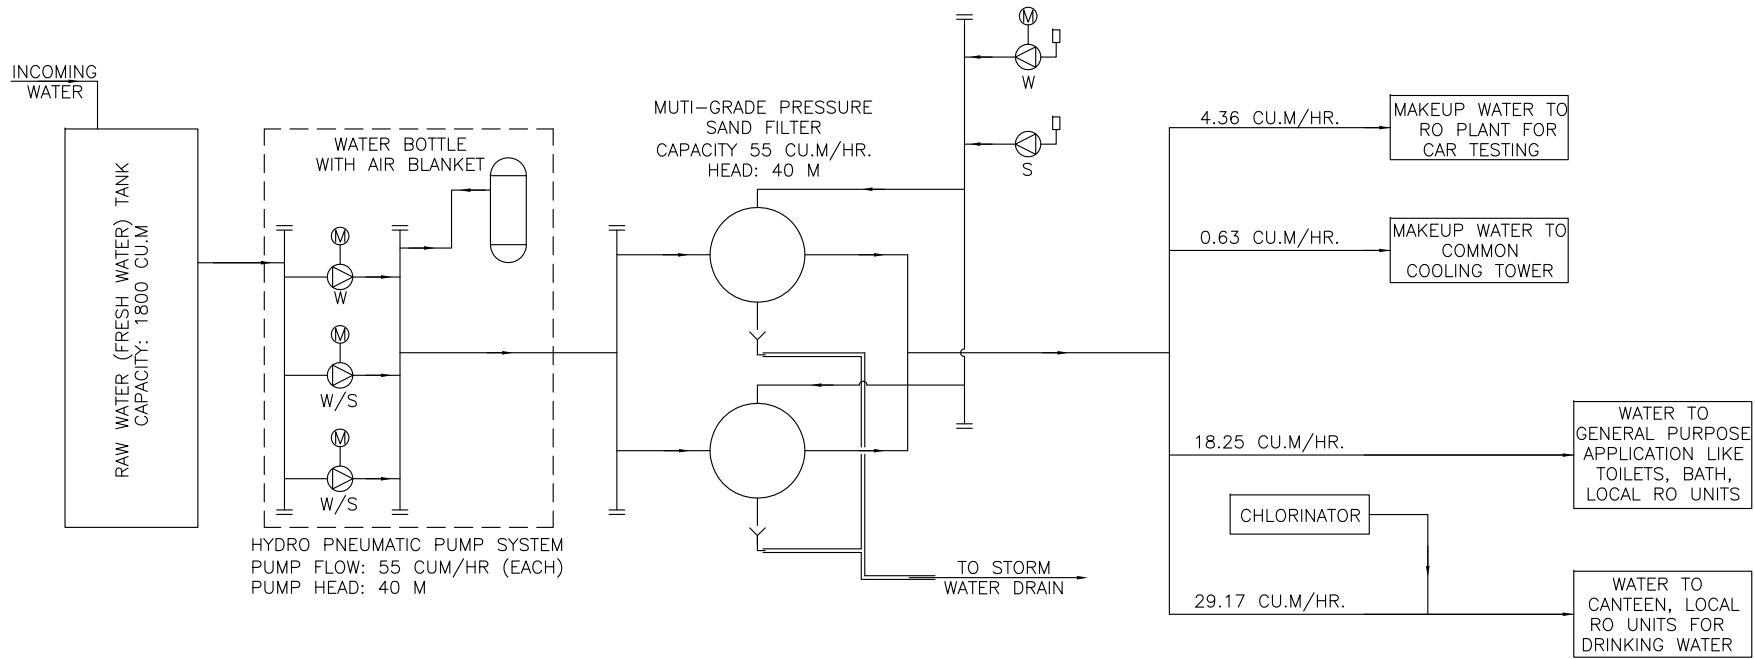 INCOMING
WATER
RAW WATER (FRESH WATER) TANK
CAPACITY: 1800 CU.M
WATER BOTTLE
WITH AIR BLANKET
M
W
M
W/S
M
W/S
HYDRO PNEUMATIC PUMP SYSTEM
PUMP FLOW: 55 CUM/HR (EACH)
PUMP HEAD: 40 M
MUTI-GRADE PRESSURE
SAND FILTER
CAPACITY 55 CU.M/HR.
HEAD: 40 M
M
W
S
TO STORM
WATER DRAIN
4.36 CU.M/HR.
MAKEUP WATER TO
RO PLANT FOR
CAR TESTING
0.63 CU.M/HR.
MAKEUP WATER TO
COMMON
COOLING TOWER
18.25 CU.M/HR.
WATER TO
GENERAL PURPOSE
APPLICATION LIKE
TOILETS, BATH,
LOCAL RO UNITS
CHLORINATOR
29.17 CU.M/HR.
WATER TO
CANTEEN, LOCAL
RO UNITS FOR
DRINKING WATER